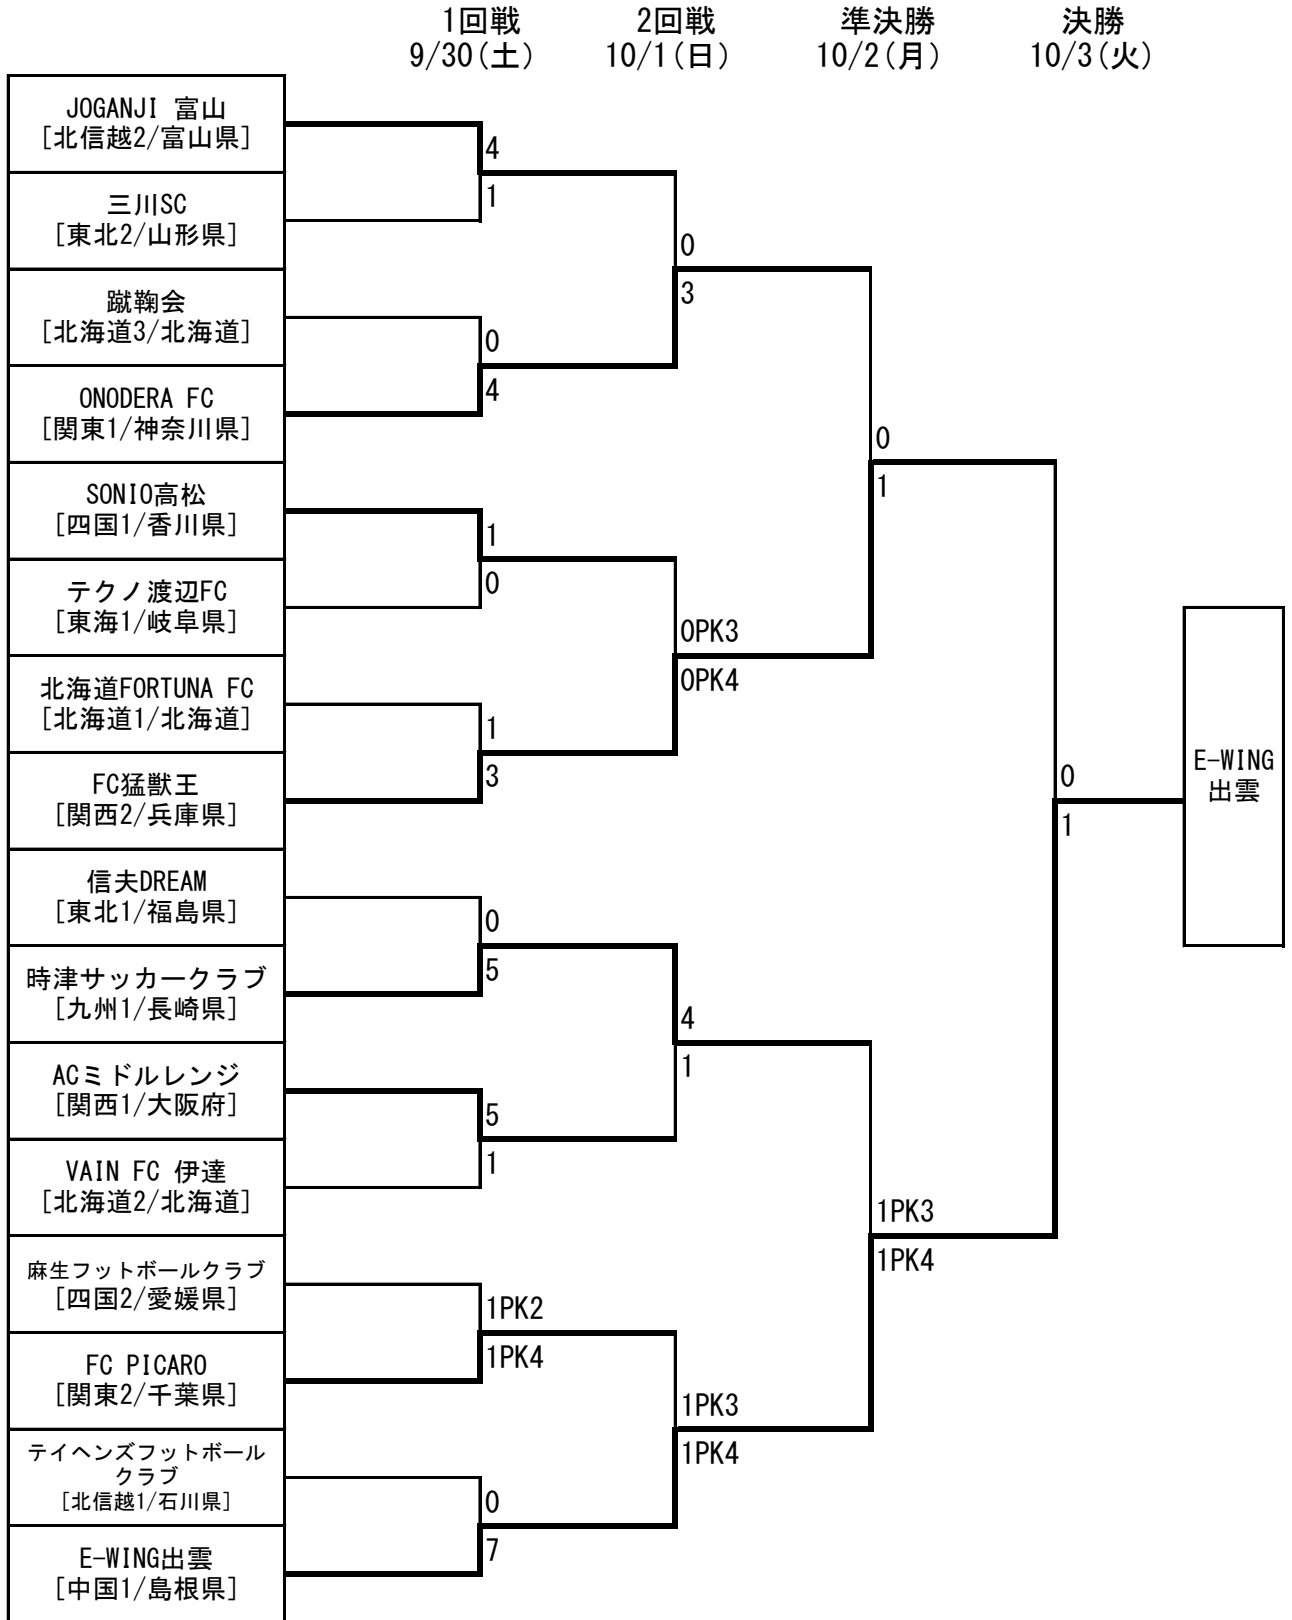 1回戦
9/30(土)
2回戦
10/1(日)
準決勝
10/2(月)
決勝
10/3(火)
JOGANJI 富山
[北信越2/富山県]
4
1
三川SC
[東北2/山形県]
0
3
蹴鞠会
[北海道3/北海道]
0
4
ONODERA FC
[関東1/神奈川県]
0
1
SONIO高松
[四国1/香川県]
1
0
テクノ渡辺FC
[東海1/岐阜県]
0PK3
0PK4
北海道FORTUNA FC
[北海道1/北海道]
1
3
FC猛獣王
[関西2/兵庫県]
0
1
E-WING
出雲
信夫DREAM
[東北1/福島県]
0
5
時津サッカークラブ
[九州1/長崎県]
4
1
ACミドルレンジ
[関西1/大阪府]
5
1
VAIN FC 伊達
[北海道2/北海道]
1PK3
1PK4
麻生フットボールクラブ
[四国2/愛媛県]
1PK2
1PK4
FC PICARO
[関東2/千葉県]
1PK3
1PK4
テイヘンズフットボール
クラブ
[北信越1/石川県]
0
7
E-WING出雲
[中国1/島根県]